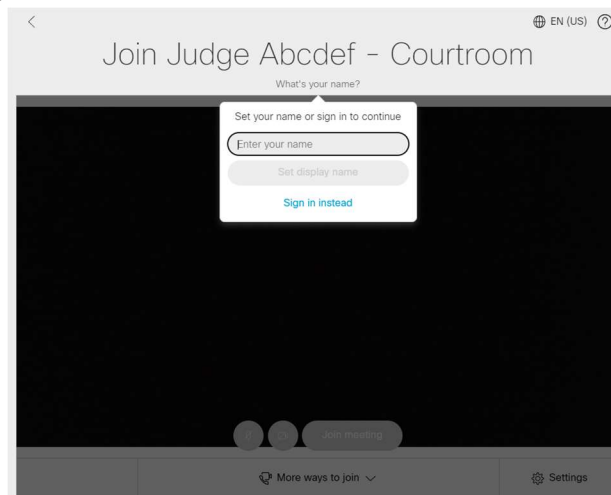 EN (US)
Join Judge Abcdef - Courtroom
What's your name?
Set your name or sign in to continue
Enter your name
Set display name
Sign in instead
Join meeting
More ways to join
Settings